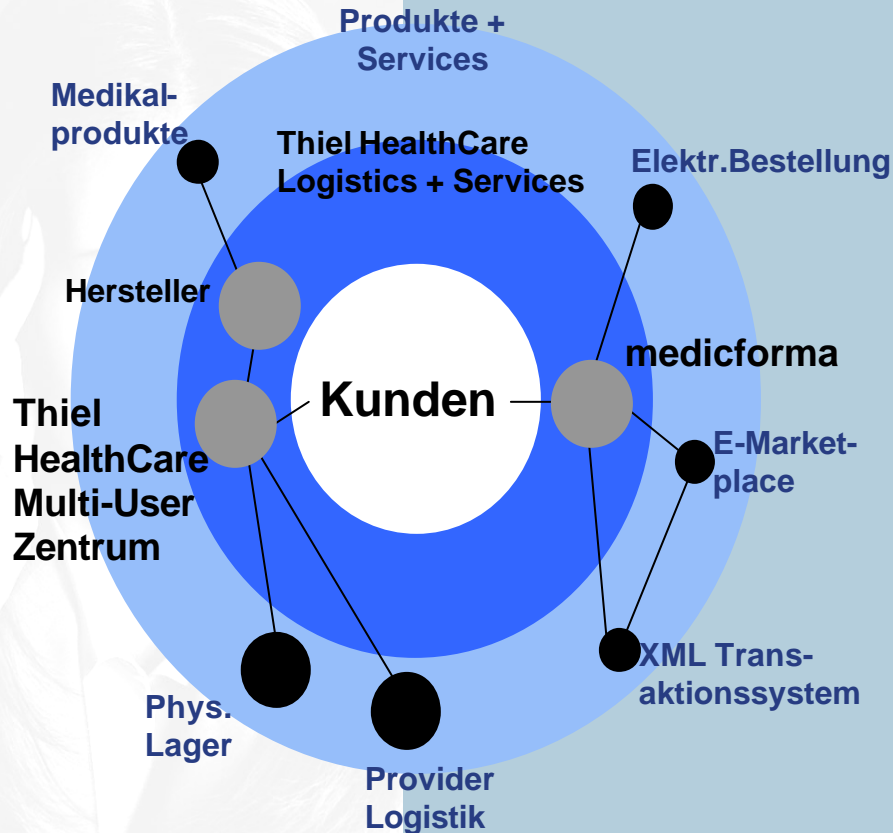 Produkte +
Services
Medikal-
produkte
Thiel HealthCare
Logistics + Services
Elektr.Bestellung
Hersteller
medicforma
Kunden
Thiel
HealthCare
Multi-User
Zentrum
E-Market-
place
XML Trans-
aktionssystem
Phys.
Lager
Provider
Logistik